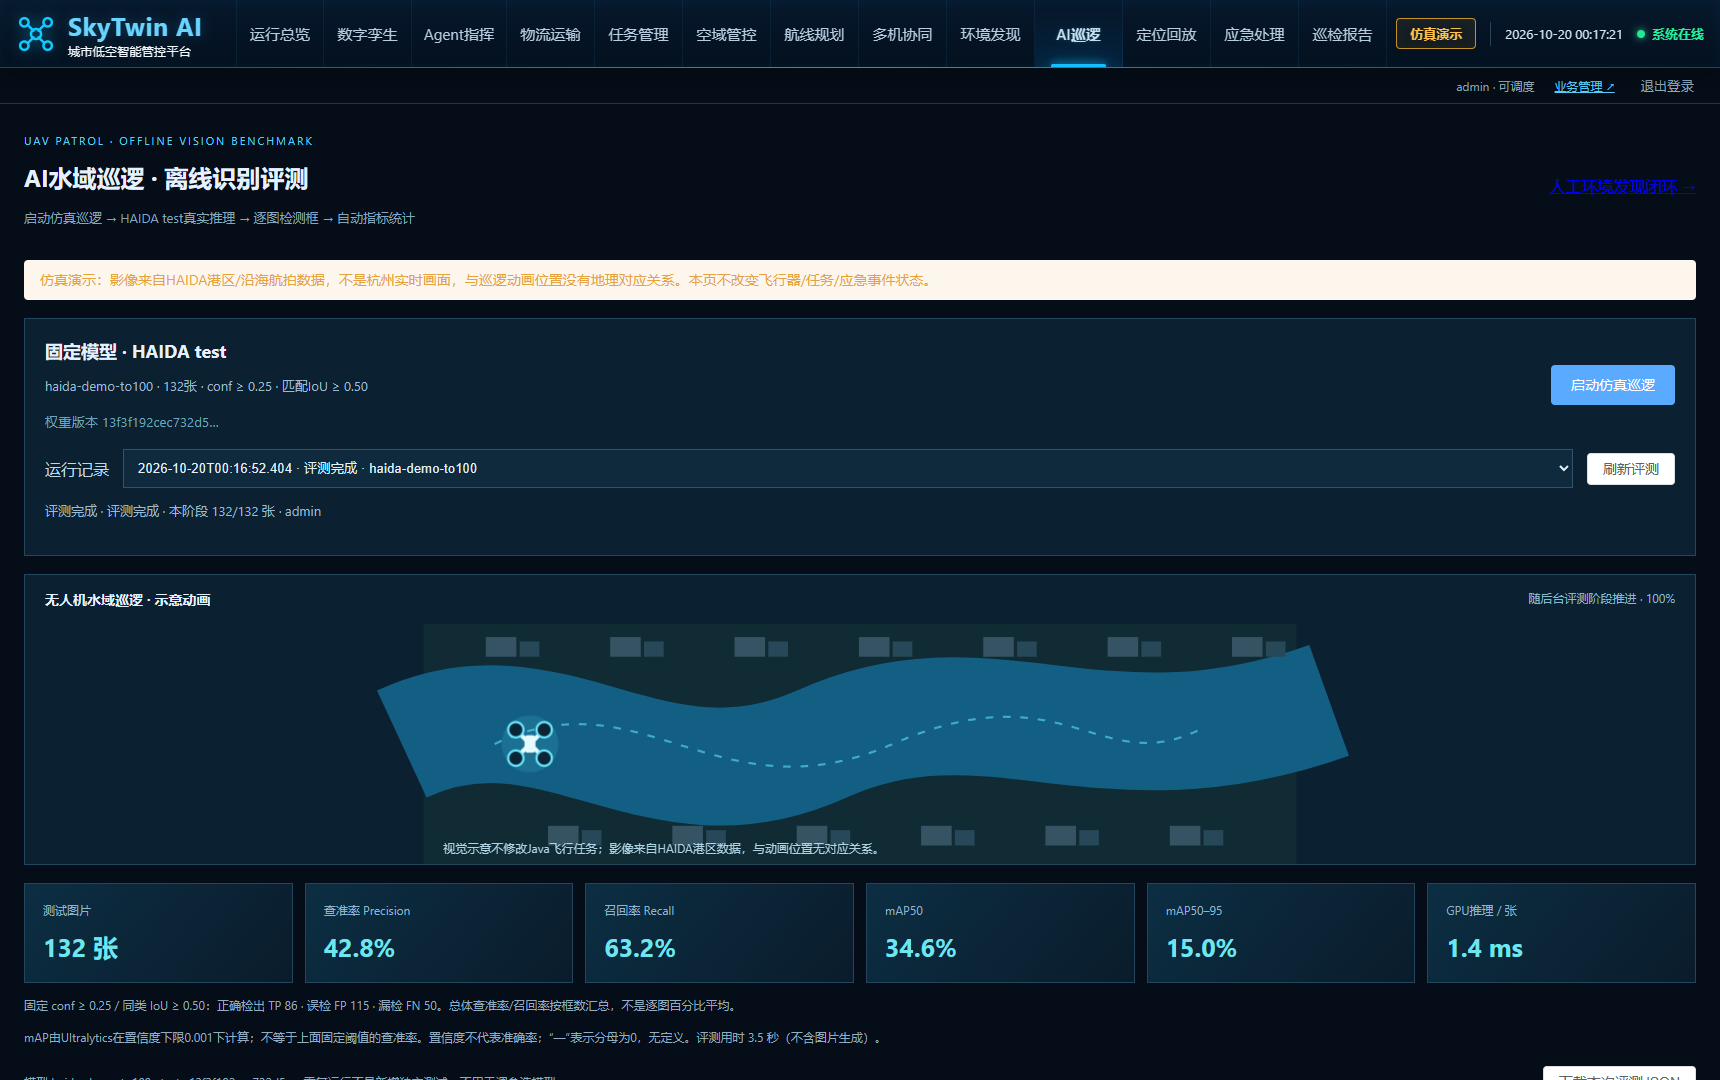 SkyTwin AI
城市低空智能管控平台
运行总览 数字孪生 Agent指挥 物流运输 任务管理 空域管控 航线规划 多机协同 环境发现 AI巡逻 定位回放 应急处理 巡检报告 仿真演示 2026-10-20 00:17:21 系统在线
admin · 可调度 业务管理 ↗ 退出登录
UAV PATROL · OFFLINE VISION BENCHMARK
AI水域巡逻 · 离线识别评测
人工环境发现闭环 →
启动仿真巡逻 → HAIDA test真实推理 → 逐图检测框 → 自动指标统计
仿真演示：影像来自HAIDA港区/沿海航拍数据，不是杭州实时画面，与巡逻动画位置没有地理对应关系。本页不改变飞行器/任务/应急事件状态。
固定模型 · HAIDA test
haida-demo-to100 · 132张 · conf ≥ 0.25 · 匹配IoU ≥ 0.50
启动仿真巡逻
权重版本 13f3f192cec732d5...
运行记录 2026-10-20T00:16:52.404 · 评测完成 · haida-demo-to100 刷新评测
评测完成 · 评测完成 · 本阶段 132/132 张 · admin
无人机水域巡逻 · 示意动画 随后台评测阶段推进 · 100%
视觉示意不修改Java飞行任务；影像来自HAIDA港区数据，与动画位置无对应关系。
测试图片 查准率 Precision 召回率 Recall mAP50 mAP50–95 GPU推理 / 张
132 张 42.8% 63.2% 34.6% 15.0% 1.4 ms
固定 conf ≥ 0.25 / 同类 IoU ≥ 0.50：正确检出 TP 86 · 误检 FP 115 · 漏检 FN 50。总体查准率/召回率按框数汇总，不是逐图百分比平均。
mAP由Ultralytics在置信度下限0.001下计算；不等于上面固定阈值的查准率。置信度不代表准确率；“—”表示分母为0，无定义。评测用时 3.5 秒（不含图片生成）。